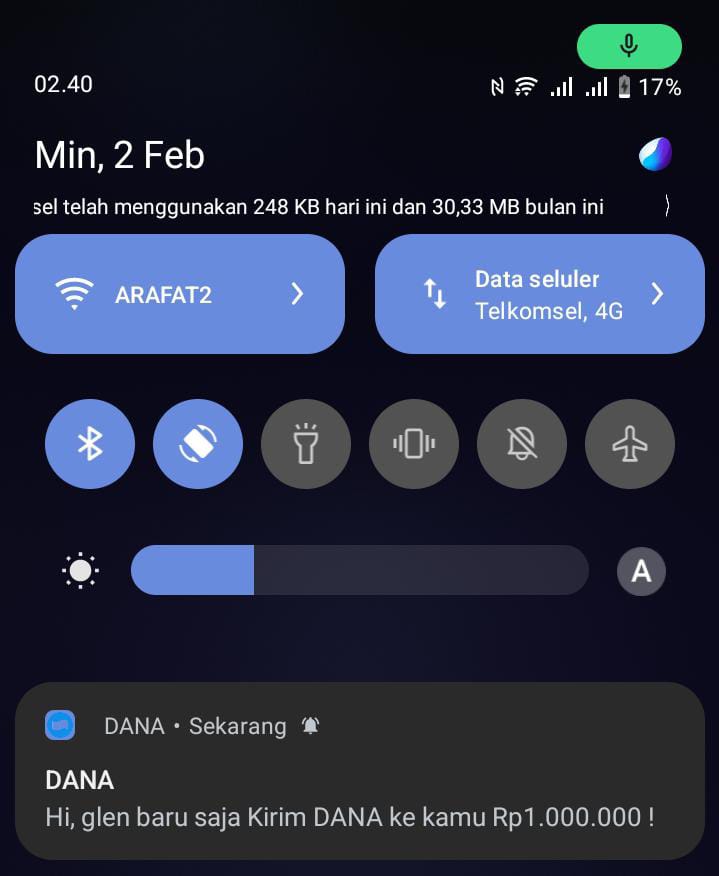 02.40
17%
Min, 2 Feb
sel telah menggunakan 248 KB hari ini dan 30,33 MB bulan ini
ARAFAT2
Data seluler
Telkomsel, 4G
A
DANA • Sekarang
DANA
Hi, glen baru saja Kirim DANA ke kamu Rp1.000.000 !